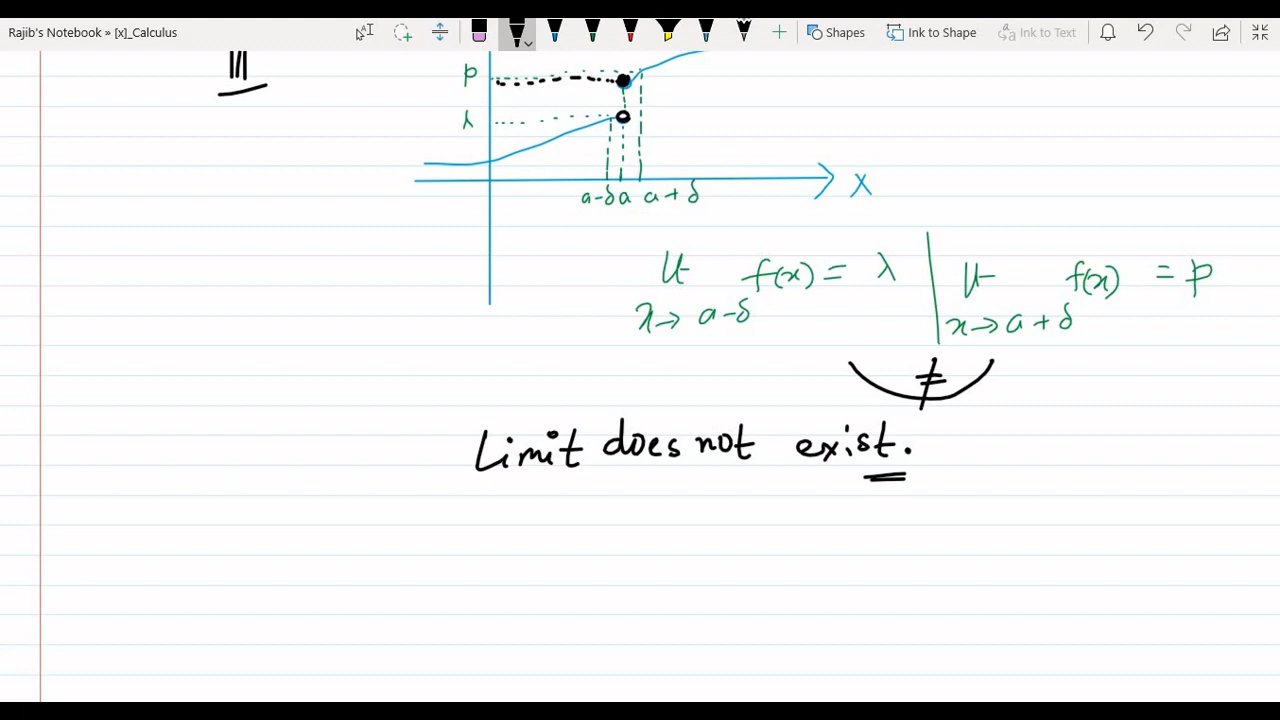 Rajib's Notebook » [x]_Calculus
Shapes
Ink to Shape
Ink to Text
III
p
λ
a-δ a a+δ
X
lt f(x) = λ | lt f(x) = p
x→ a-δ x→ a+δ
≠
Limit does not exist.